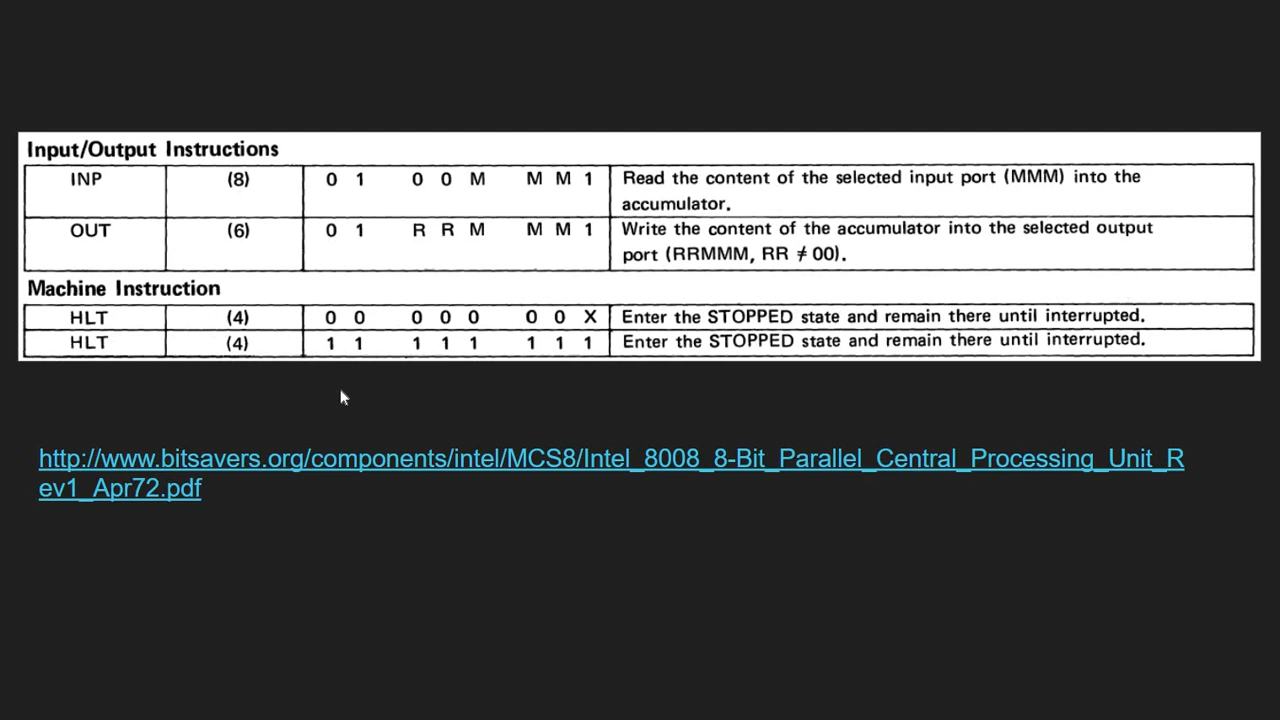 Input/Output Instructions
INP (8) 0 1 0 0 M M M 1 Read the content of the selected input port (MMM) into the
accumulator.
OUT (6) 0 1 R R M M M 1 Write the content of the accumulator into the selected output
port (RRMMM, RR ≠ 00).
Machine Instruction
HLT (4) 0 0 0 0 0 0 0 X Enter the STOPPED state and remain there until interrupted.
HLT (4) 1 1 1 1 1 1 1 1 Enter the STOPPED state and remain there until interrupted.
http://www.bitsavers.org/components/intel/MCS8/Intel_8008_8-Bit_Parallel_Central_Processing_Unit_R
ev1_Apr72.pdf